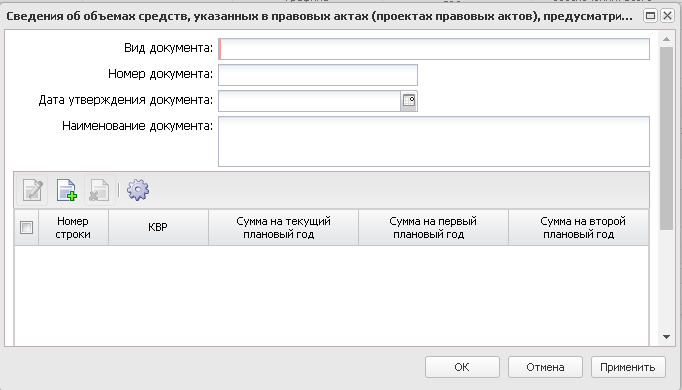 Сведения об объемах средств, указанных в правовых актах (проектах правовых актов), предусматри...
Вид документа:
Номер документа:
Дата утверждения документа:
Наименование документа:
Номер строки
КВР
Сумма на текущий плановый год
Сумма на первый плановый год
Сумма на второй плановый год
ОК
Отмена
Применить